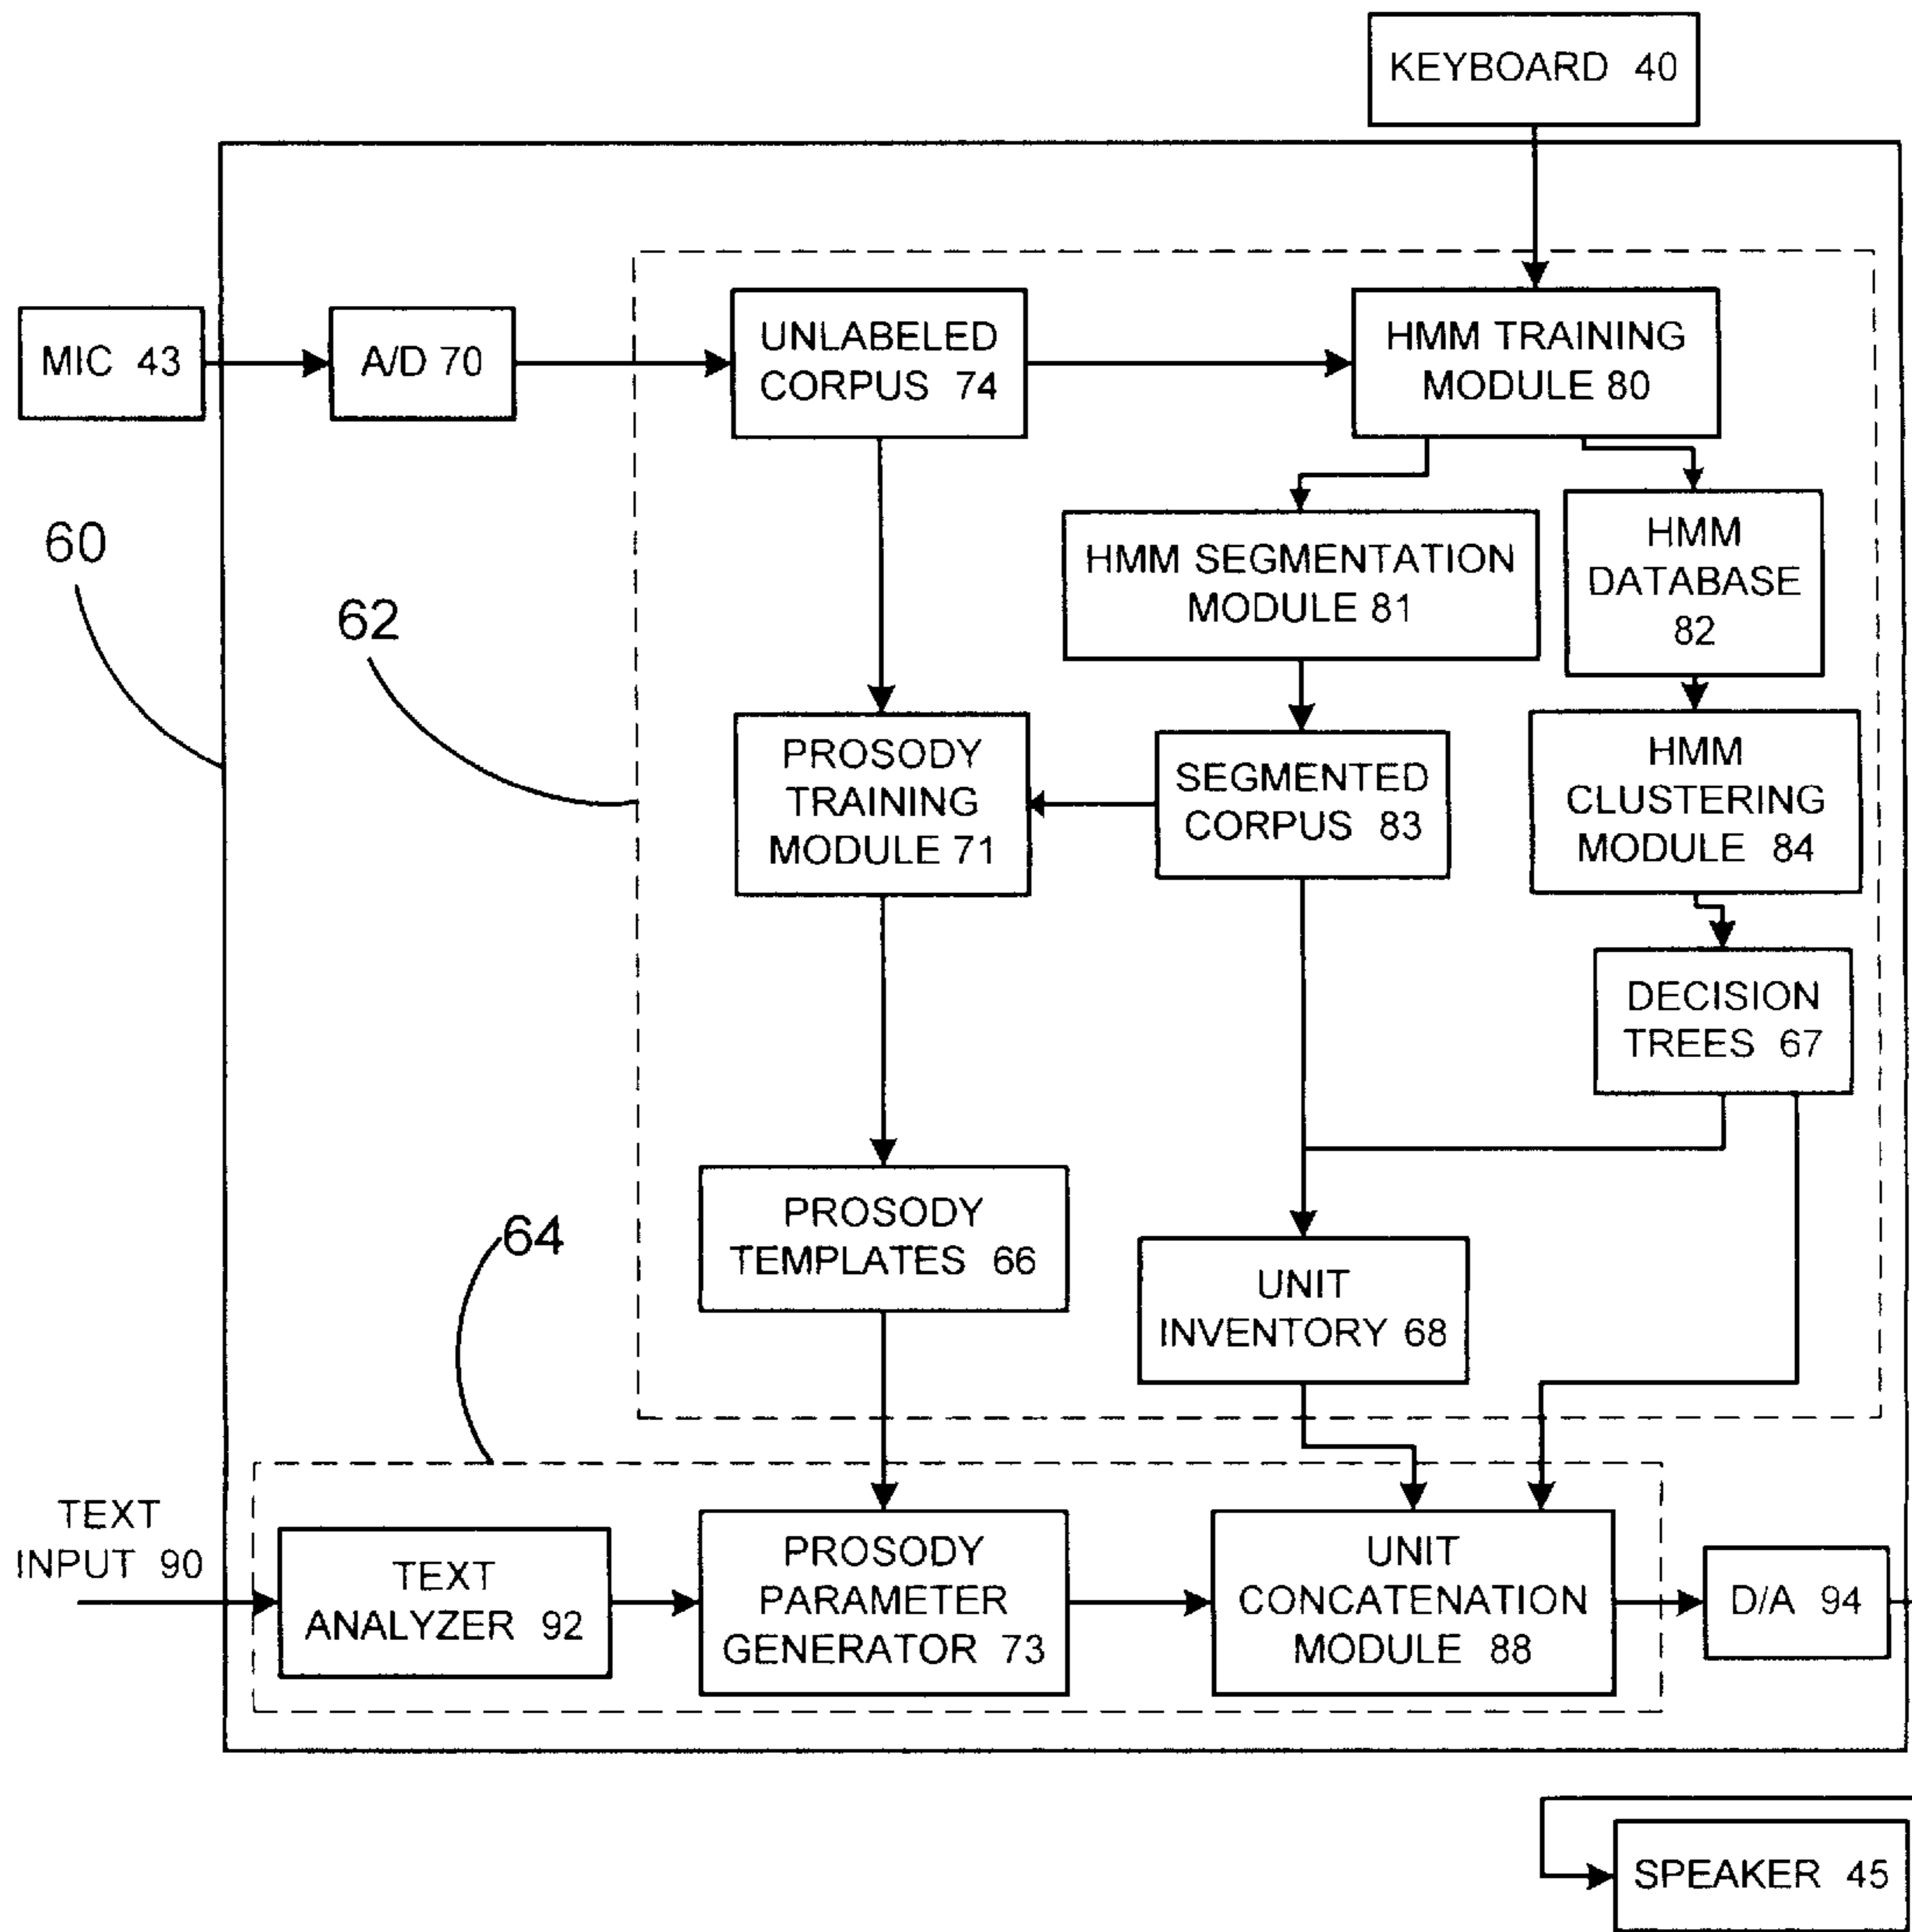 KEYBOARD 40
MIC 43
A/D 70
UNLABELED
CORPUS 74
HMM TRAINING
MODULE 80
60
62
HMM SEGMENTATION
MODULE 81
HMM
DATABASE
82
PROSODY
TRAINING
MODULE 71
SEGMENTED
CORPUS 83
HMM
CLUSTERING
MODULE 84
DECISION
TREES 67
64
PROSODY
TEMPLATES 66
UNIT
INVENTORY 68
TEXT
INPUT 90
TEXT
ANALYZER 92
PROSODY
PARAMETER
GENERATOR 73
UNIT
CONCATENATION
MODULE 88
D/A 94
SPEAKER 45